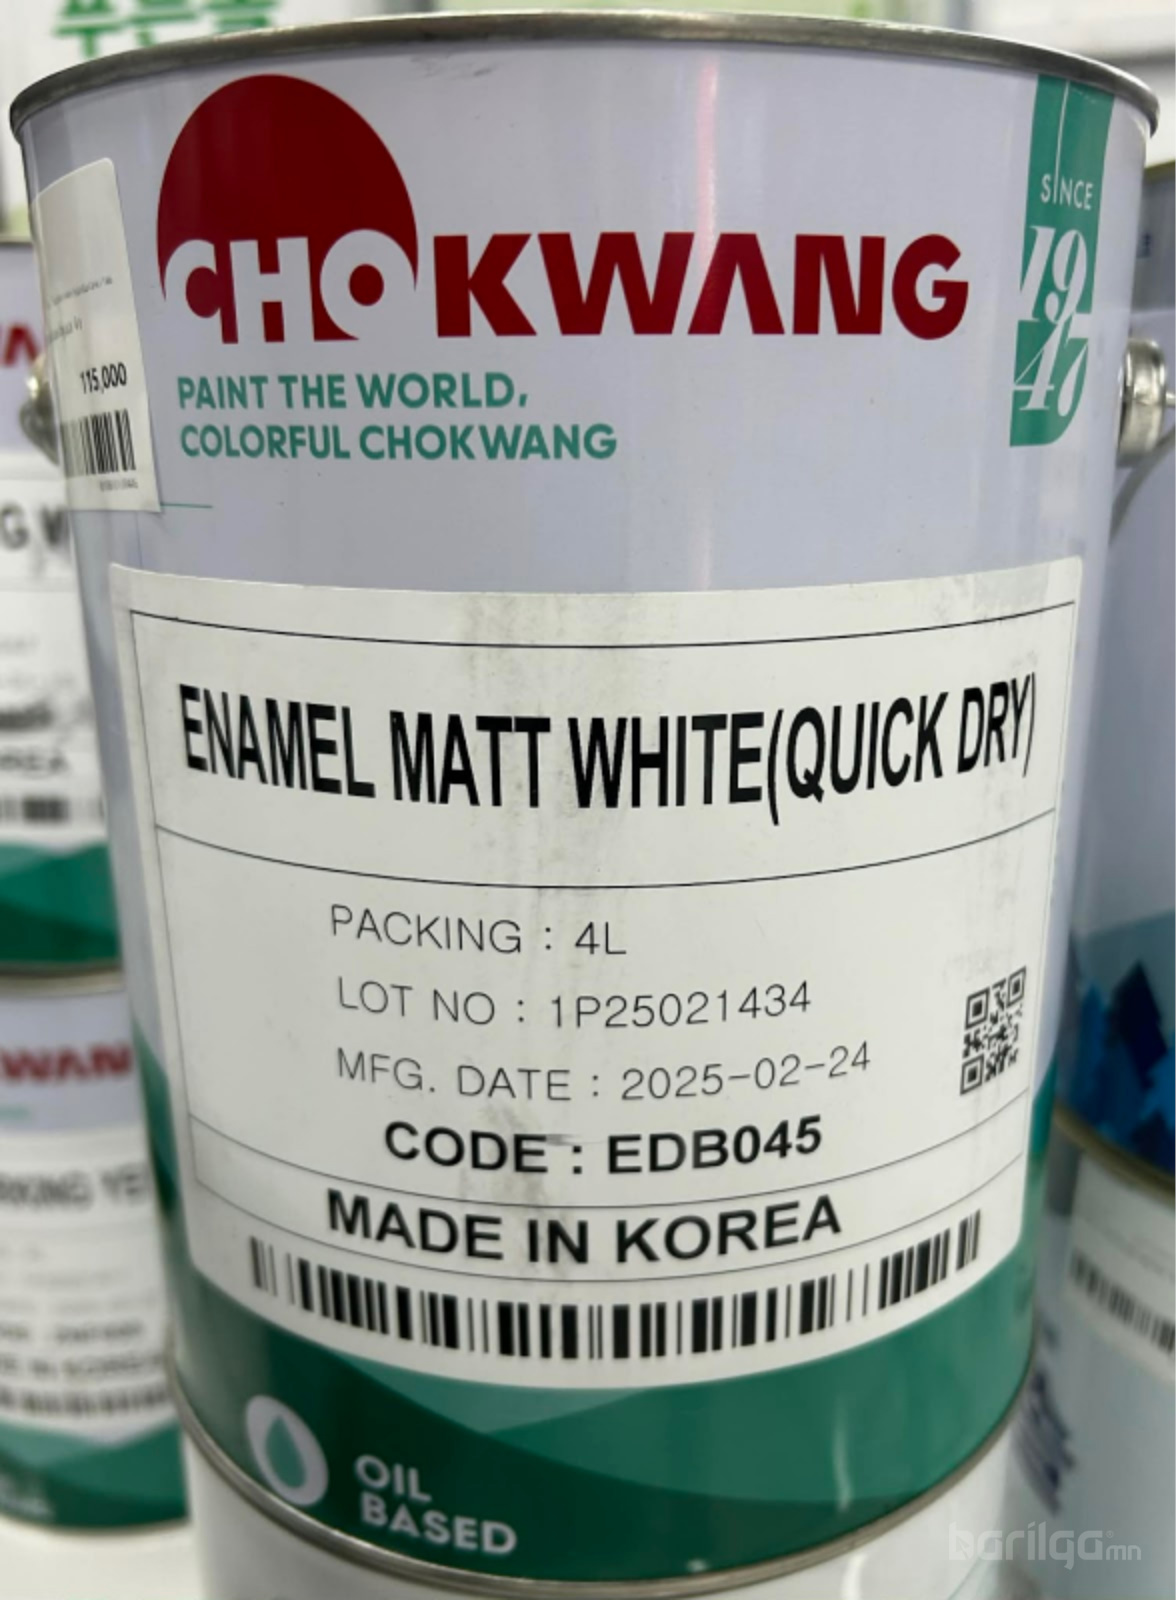 CHOKWANG
SINCE
1947
115,000
PAINT THE WORLD,
COLORFUL CHOKWANG
ENAMEL MATT WHITE(QUICK DRY)
PACKING : 4L
LOT NO : 1P25021434
MFG. DATE : 2025-02-24
CODE : EDB045
MADE IN KOREA
OIL
BASED
barilga.mn